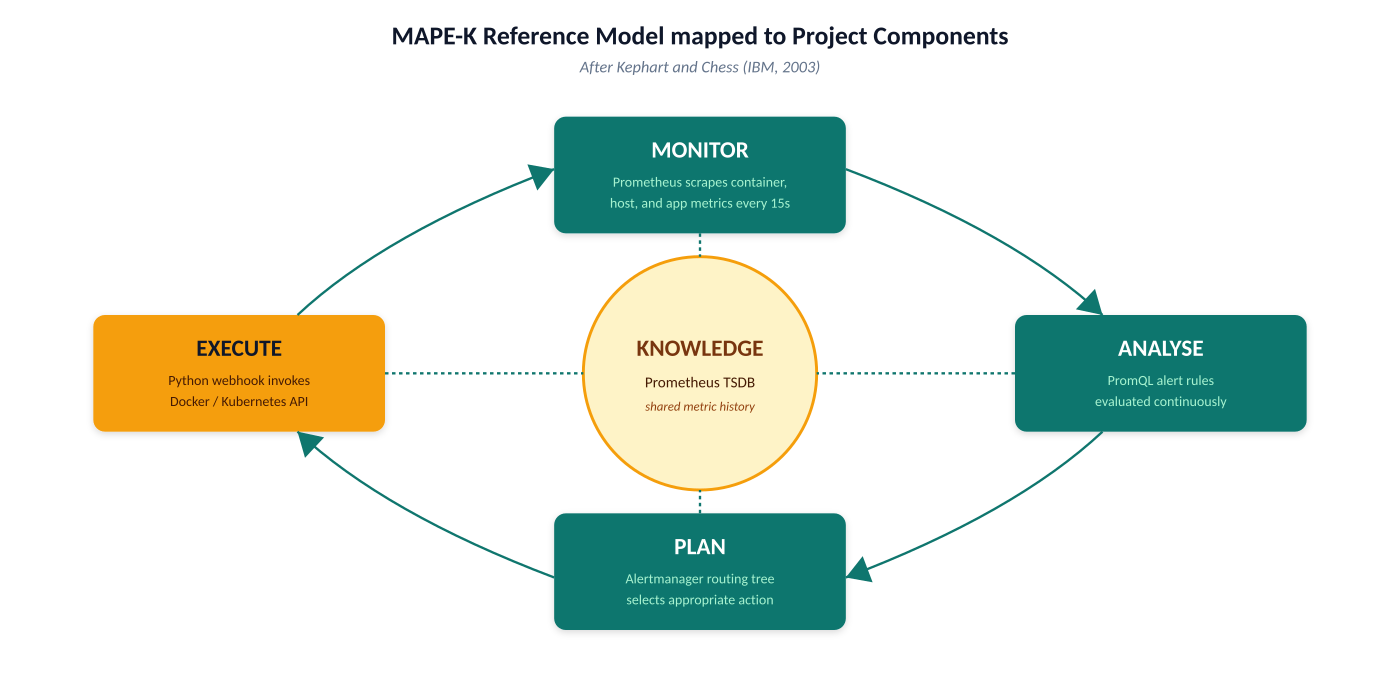 MAPE-K Reference Model mapped to Project Components
After Kephart and Chess (IBM, 2003)
MONITOR
Prometheus scrapes container,
host, and app metrics every 15s
EXECUTE
Python webhook invokes
Docker / Kubernetes API
KNOWLEDGE
Prometheus TSDB
shared metric history
ANALYSE
PromQL alert rules
evaluated continuously
PLAN
Alertmanager routing tree
selects appropriate action